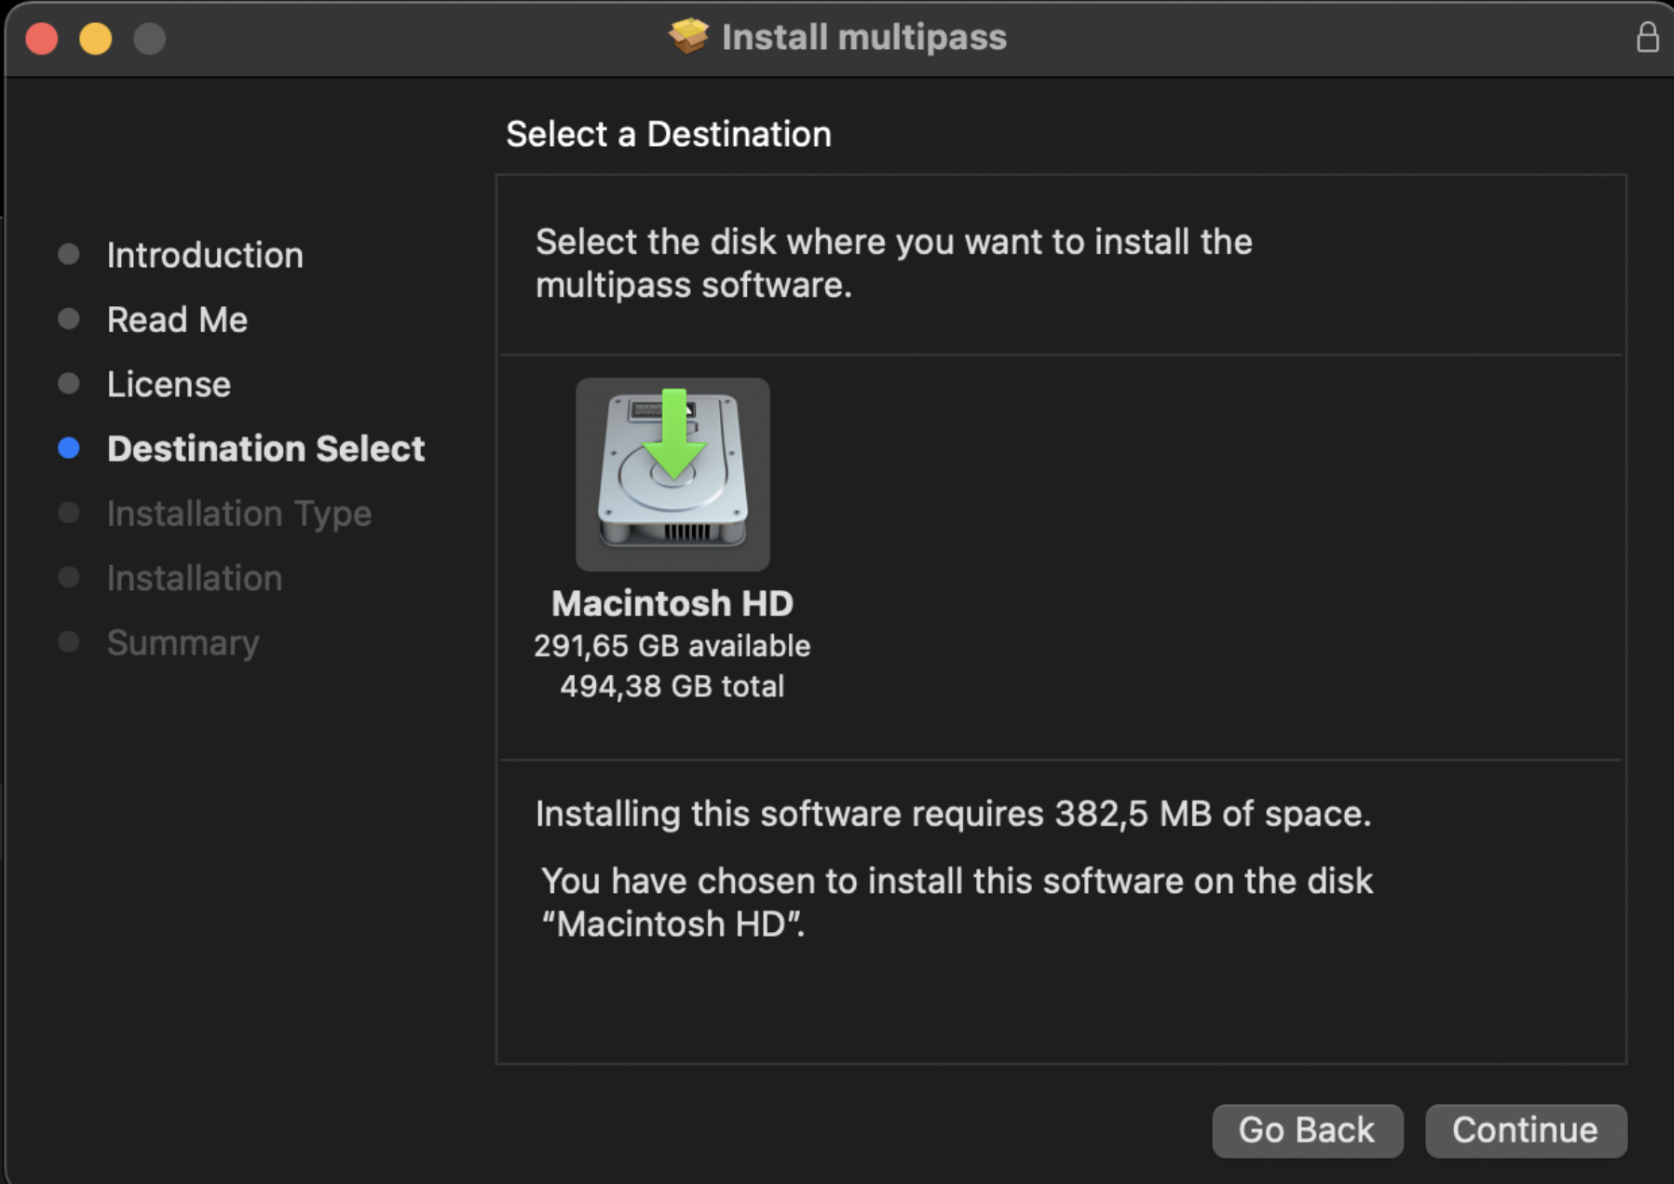 Install multipass
Select a Destination
Introduction
Read Me
License
Destination Select
Installation Type
Installation
Summary
Select the disk where you want to install the
multipass software.
Macintosh HD
291,65 GB available
494,38 GB total
Installing this software requires 382,5 MB of space.
You have chosen to install this software on the disk
“Macintosh HD”.
Go Back
Continue